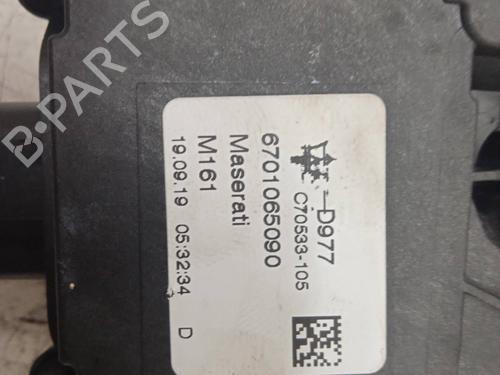 B-PARTS
D977
C70533-105
6701065090
Maserati
M161
19.09.19 05:32:34 D